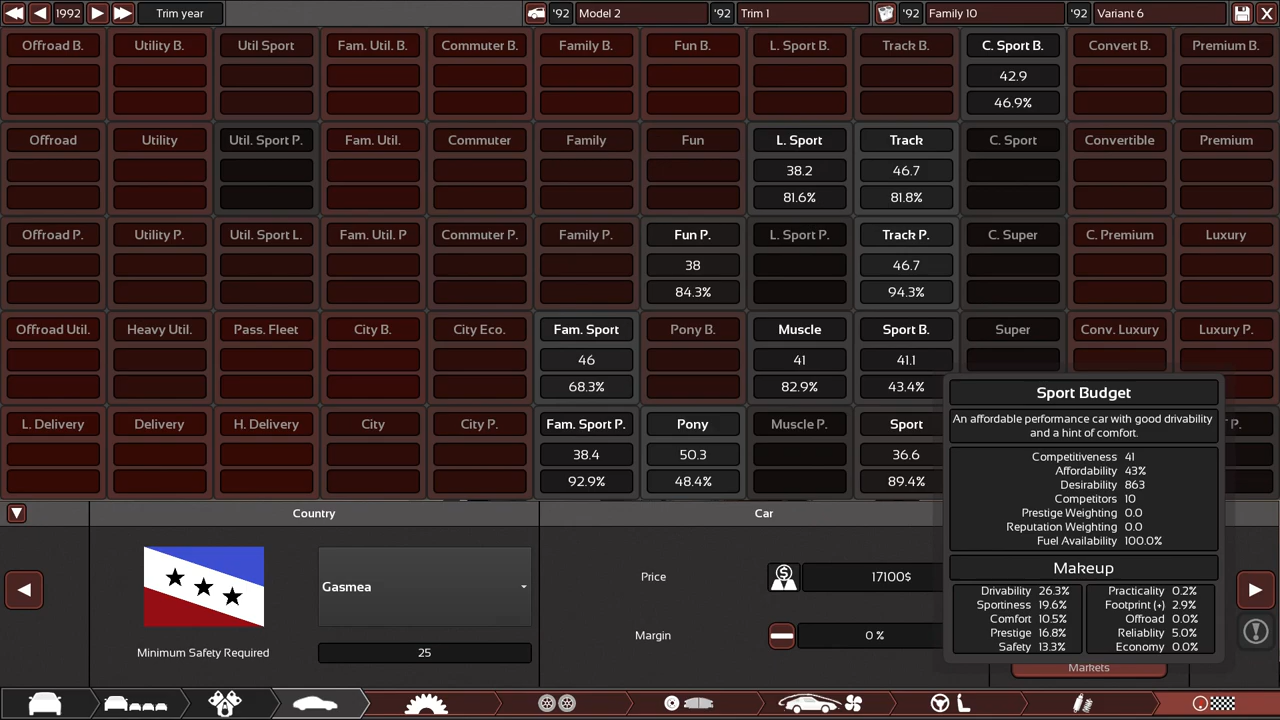 1992
Trim year
'92
Model 2
'92
Trim 1
'92
Family 10
'92
Variant 6
Offroad B.
Utility B.
Util Sport
Fam. Util. B.
Commuter B.
Family B.
Fun B.
L. Sport B.
Track B.
C. Sport B.
Convert B.
Premium B.
42.9
46.9%
Offroad
Utility
Util. Sport P.
Fam. Util.
Commuter
Family
Fun
L. Sport
Track
C. Sport
Convertible
Premium
38.2
46.7
81.6%
81.8%
Offroad P.
Utility P.
Util. Sport L.
Fam. Util. P
Commuter P.
Family P.
Fun P.
L. Sport P.
Track P.
C. Super
C. Premium
Luxury
38
46.7
84.3%
94.3%
Offroad Util.
Heavy Util.
Pass. Fleet
City B.
City Eco.
Fam. Sport
Pony B.
Muscle
Sport B.
Super
Conv. Luxury
Luxury P.
46
41
41.1
68.3%
82.9%
43.4%
L. Delivery
Delivery
H. Delivery
City
City P.
Fam. Sport P.
Pony
Muscle P.
Sport
P.
38.4
50.3
36.6
92.9%
48.4%
89.4%
Sport Budget
An affordable performance car with good drivability
and a hint of comfort.
Competitiveness 41
Affordability 43%
Desirability 863
Competitors 10
Prestige Weighting 0.0
Reputation Weighting 0.0
Fuel Availability 100.0%
Makeup
Drivability 26.3%
Sportiness 19.6%
Comfort 10.5%
Prestige 16.8%
Safety 13.3%
Practicality 0.2%
Footprint (+) 2.9%
Offroad 0.0%
Reliablity 5.0%
Economy 0.0%
Country
Car
Gasmea
Minimum Safety Required
25
Price
17100$
Margin
0 %
Markets